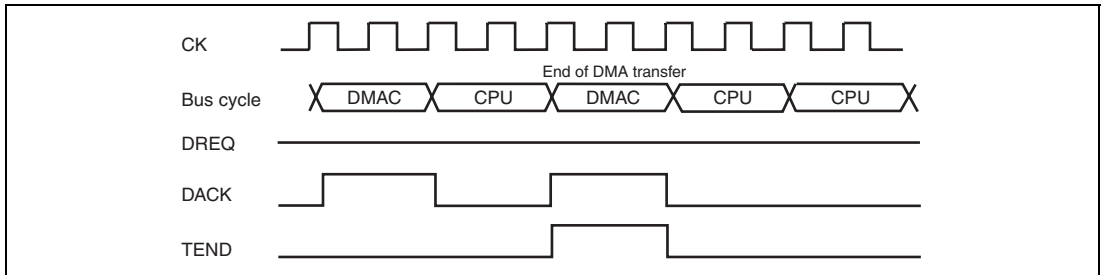 CK
End of DMA transfer
Bus cycle DMAC CPU DMAC CPU CPU
DREQ
DACK
TEND